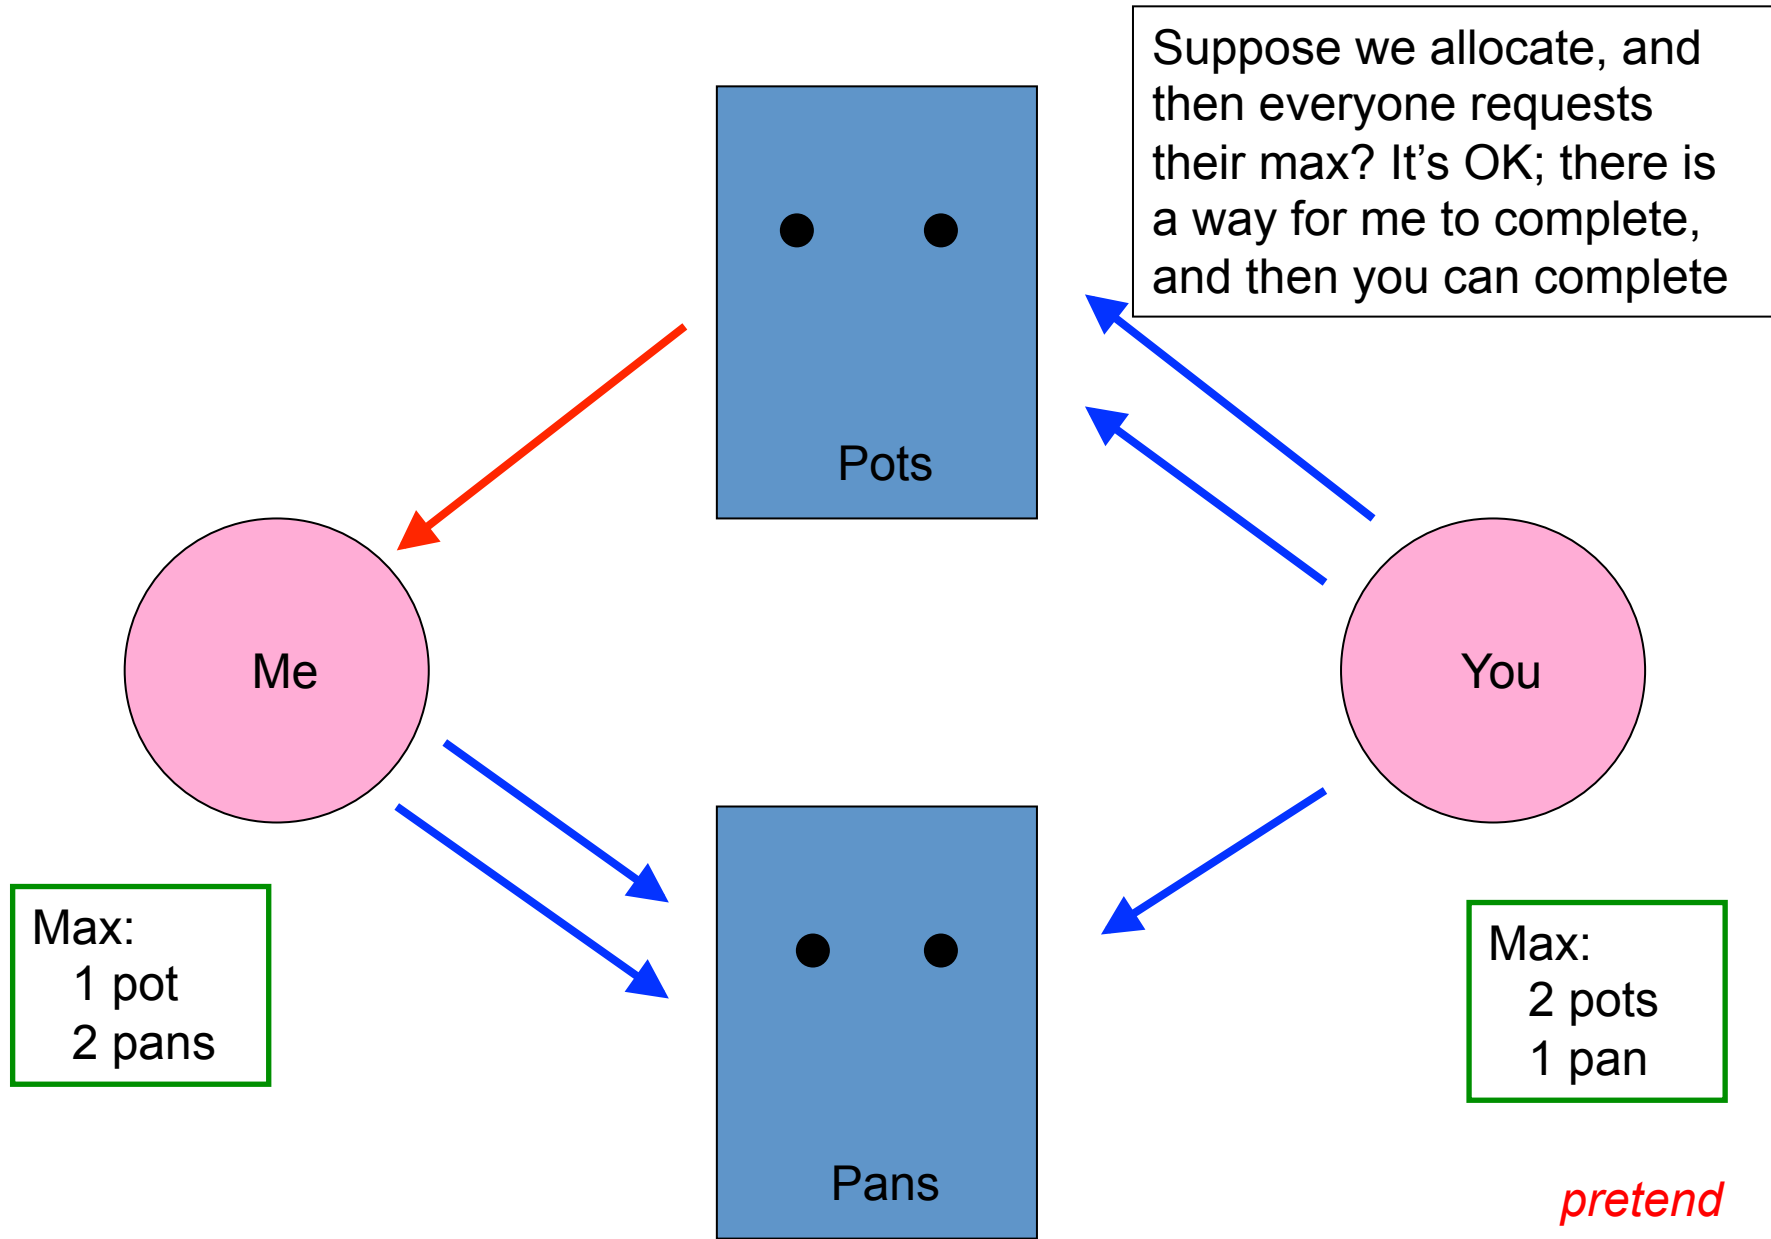 Suppose we allocate, and
then everyone requests
their max? It’s OK; there is
a way for me to complete,
and then you can complete
Pots
Me
You
Max:
1 pot
2 pans
Max:
2 pots
1 pan
Pans
pretend